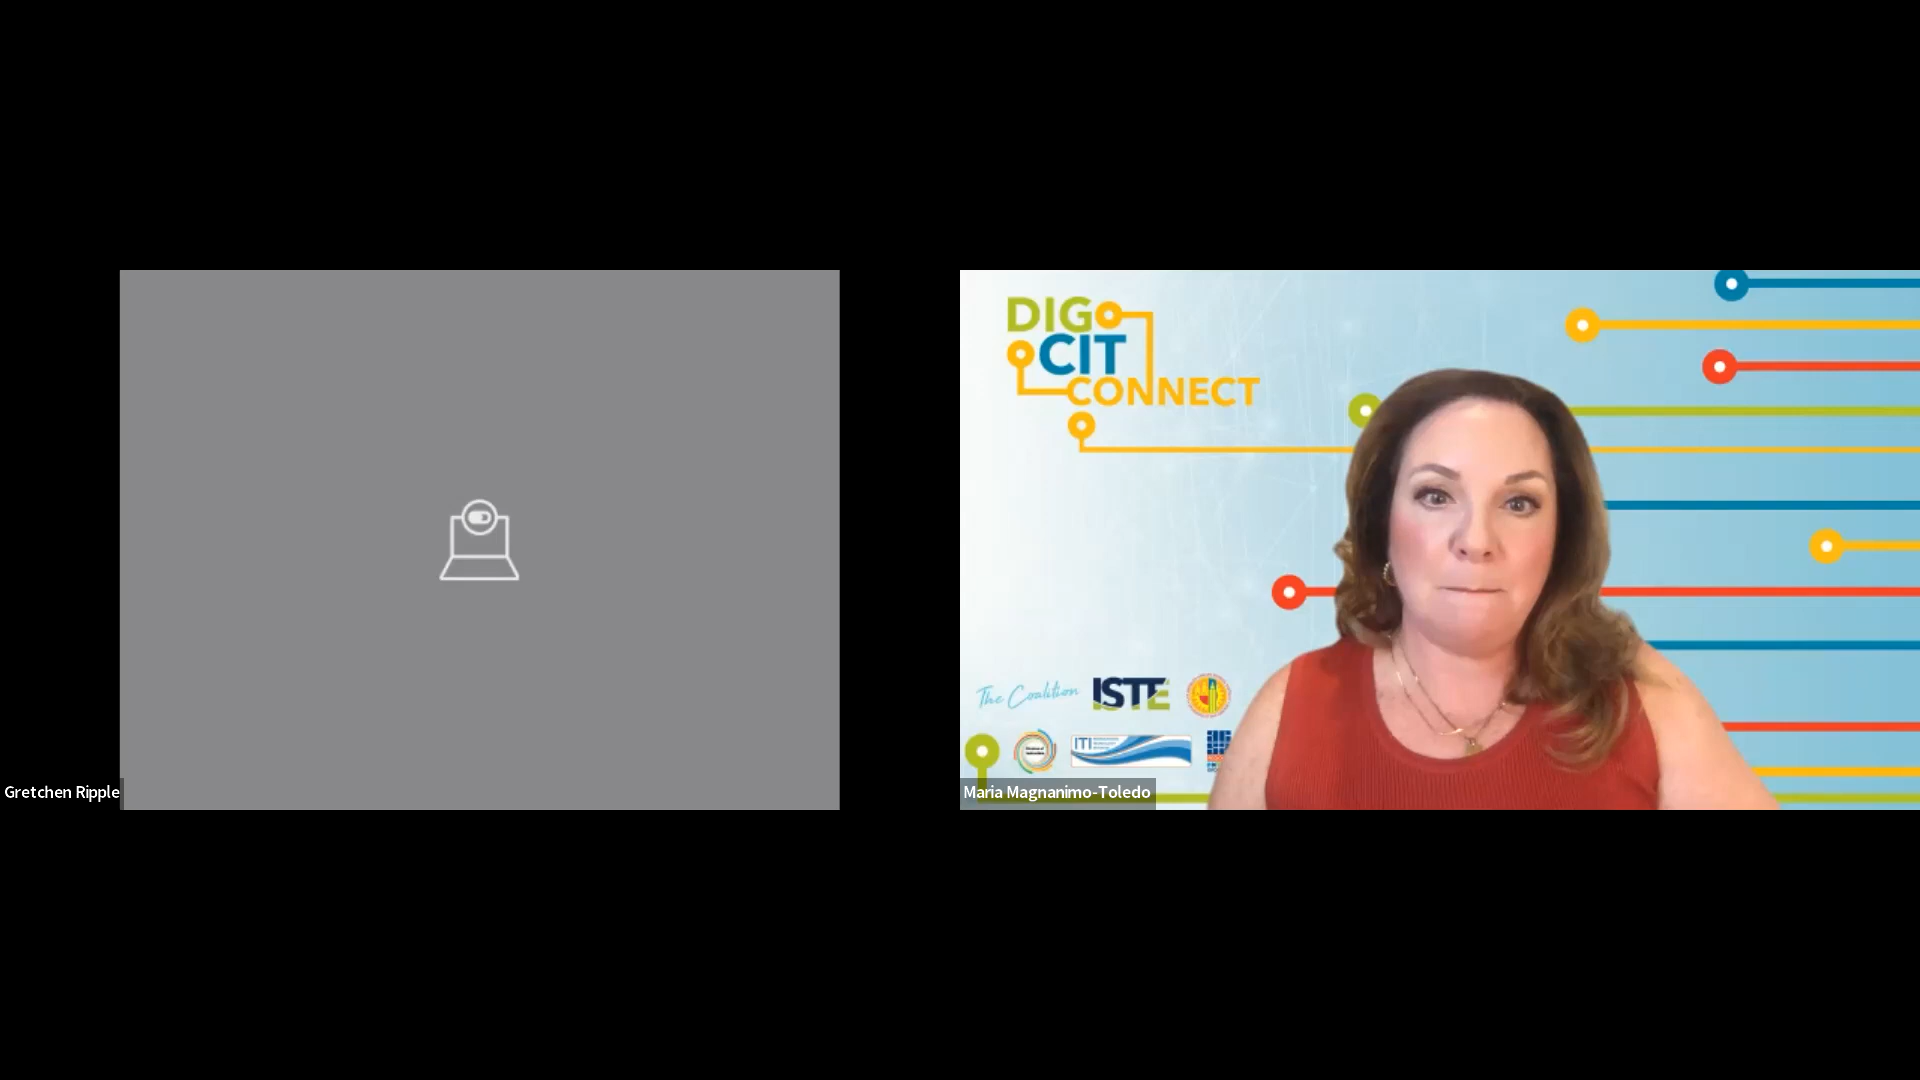 DIG
CIT
CONNECT
The Coalition
ISTE
ITI
Gretchen Ripple
Maria Magnanimo-Toledo